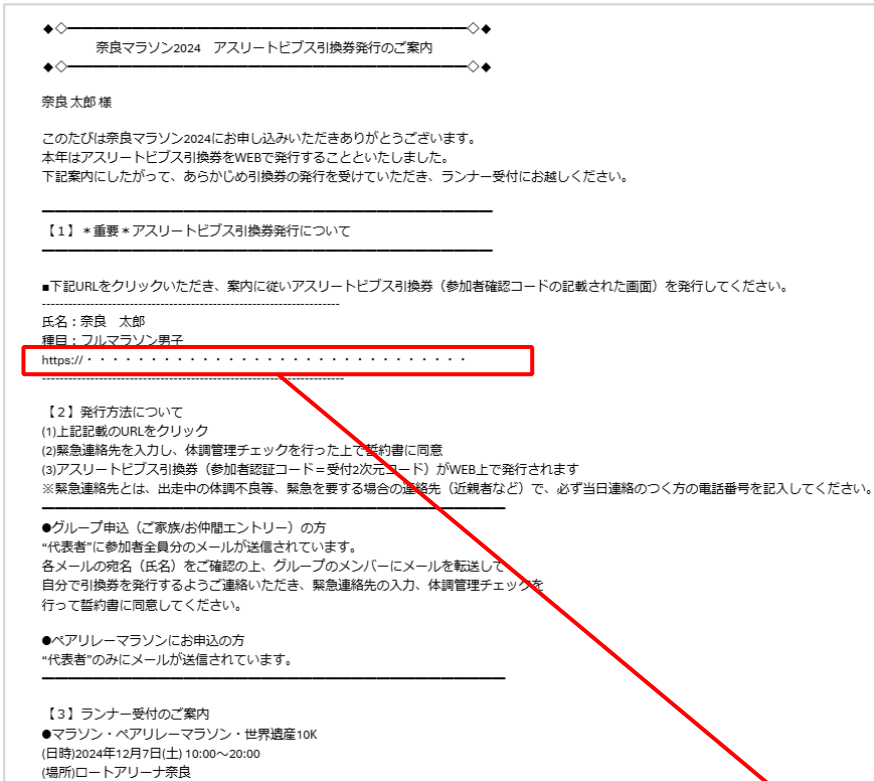 ◆◇━━━━━━━━━━━━━━━━━━━━━━━━━━━━━━━◇◆
奈良マラソン2024　アスリートビブス引換券発行のご案内
◆◇━━━━━━━━━━━━━━━━━━━━━━━━━━━━━━━◇◆
奈良 太郎 様
このたびは奈良マラソン2024にお申し込みいただきありがとうございます。
本年はアスリートビブス引換券をWEBで発行することといたしました。
下記案内にしたがって、あらかじめ引換券の発行を受けていただき、ランナー受付にお越しください。
━━━━━━━━━━━━━━━━━━━━━━━━━━━━━━━━━━━
【１】＊重要＊アスリートビブス引換券発行について
━━━━━━━━━━━━━━━━━━━━━━━━━━━━━━━━━━━
■下記URLをクリックいただき、案内に従いアスリートビブス引換券（参加者確認コードの記載された画面）を発行してください。
--------------------------------------------------------------------
氏名：奈良　太郎
種目：フルマラソン男子
https://・・・・・・・・・・・・・・・・・・・・・・・・・・・・・・・・・・・・
---------------------------------------------------------------------
【２】発行方法について
(1)上記記載のURLをクリック
(2)緊急連絡先を入力し、体調管理チェックを行った上で誓約書に同意
(3)アスリートビブス引換券（参加者認証コード＝受付2次元コード）がWEB上で発行されます
※緊急連絡先とは、出走中の体調不良等、緊急を要する場合の連絡先（近親者など）で、必ず当日連絡のつく方の電話番号を記入してください。
━━━━━━━━━━━━━━━━━━━━━━━━━━━━━━━━━━━━
●グループ申込（ご家族/お仲間エントリー）の方
“代表者”に参加者全員分のメールが送信されています。
各メールの宛名（氏名）をご確認の上、グループのメンバーにメールを転送して
自分で引換券を発行するようご連絡いただき、緊急連絡先の入力、体調管理チェックを
行って誓約書に同意してください。
●ペアリレーマラソンにお申込の方
“代表者”のみにメールが送信されています。
━━━━━━━━━━━━━━━━━━━━━━━━━━━━━━━━━━━━
【３】ランナー受付のご案内
●マラソン・ペアリレーマラソン・世界遺産10K
(日時)2024年12月7日(土) 10:00～20:00
(場所)ロートアリーナ奈良